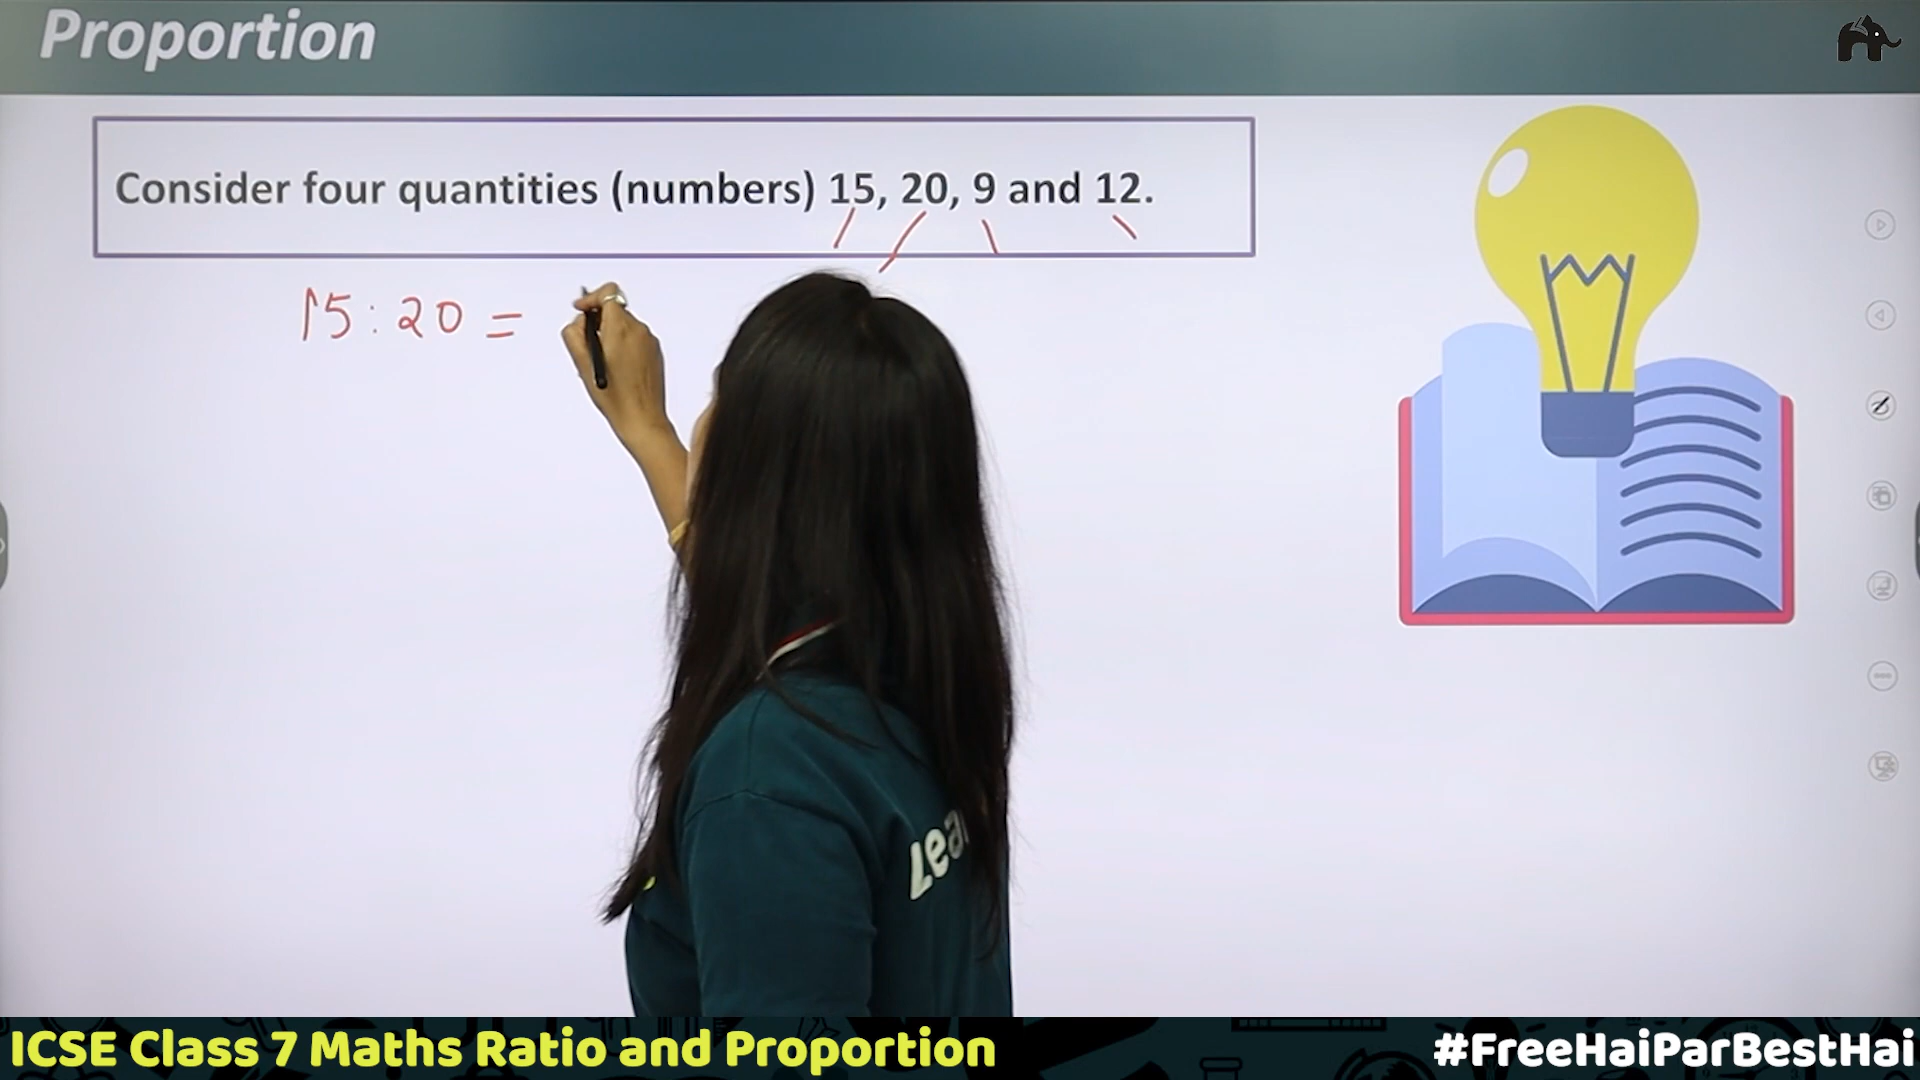 Proportion
Consider four quantities (numbers) 15, 20, 9 and 12.
15 : 20 =
ICSE Class 7 Maths Ratio and Proportion
#FreeHaiParBestHai